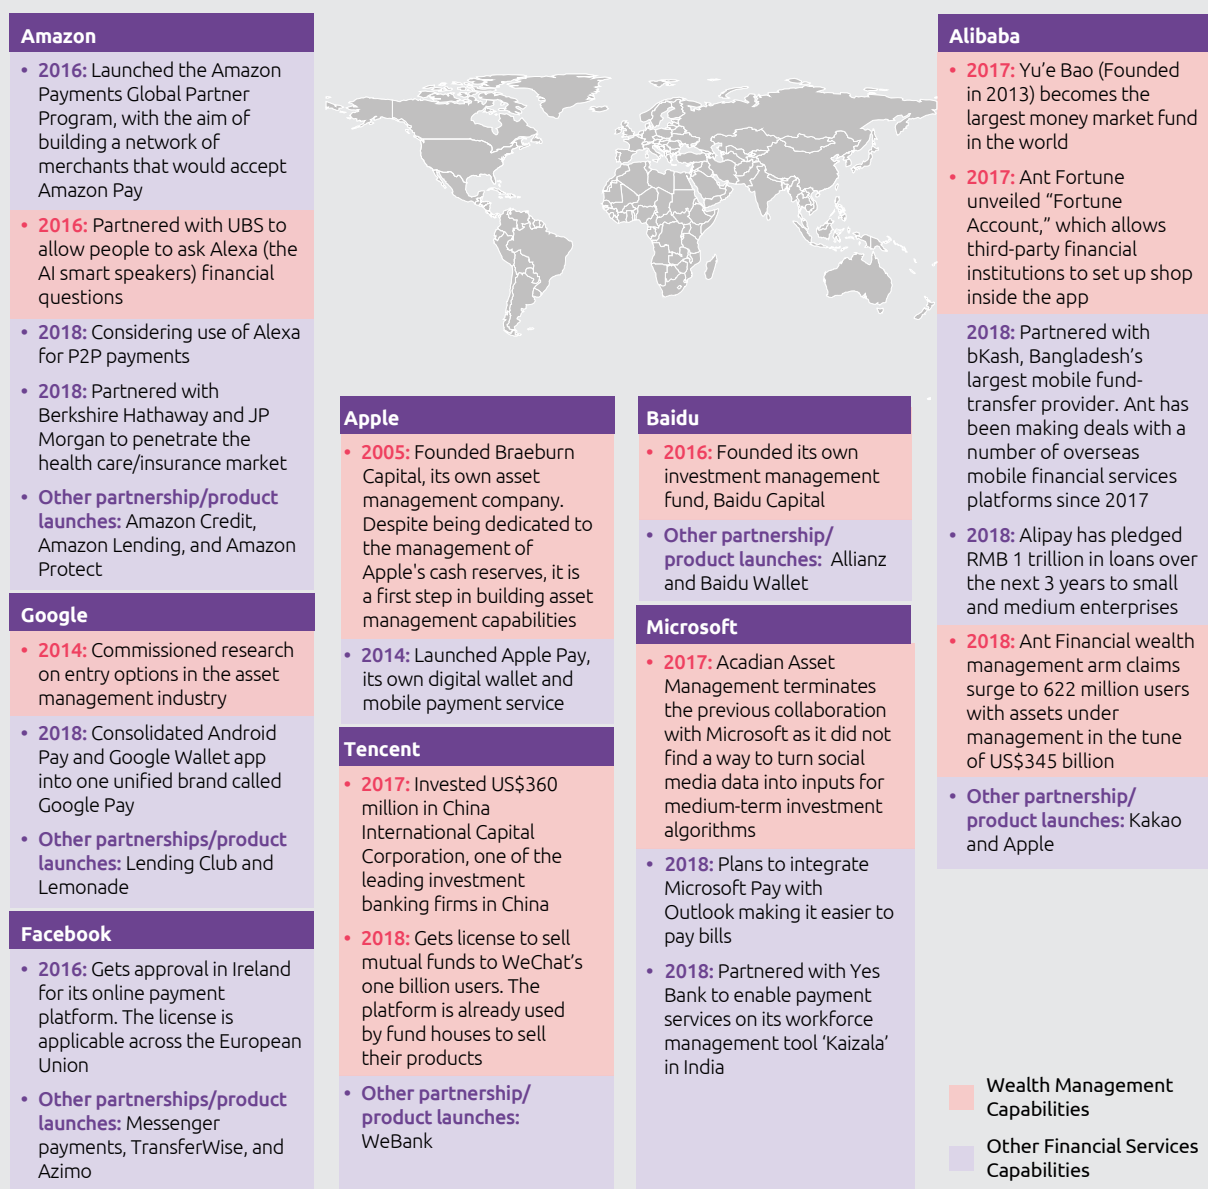 Amazon
• 2016: Launched the Amazon
Payments Global Partner
Program, with the aim of
building a network of
merchants that would accept
Amazon Pay
• 2016: Partnered with UBS to
allow people to ask Alexa (the
AI smart speakers) financial
questions
• 2018: Considering use of Alexa
for P2P payments
• 2018: Partnered with
Berkshire Hathaway and JP
Morgan to penetrate the
health care/insurance market
• Other partnership/product
launches: Amazon Credit,
Amazon Lending, and Amazon
Protect
Google
• 2014: Commissioned research
on entry options in the asset
management industry
• 2018: Consolidated Android
Pay and Google Wallet app
into one unified brand called
Google Pay
• Other partnerships/product
launches: Lending Club and
Lemonade
Facebook
• 2016: Gets approval in Ireland
for its online payment
platform. The license is
applicable across the European
Union
• Other partnerships/product
launches: Messenger
payments, TransferWise, and
Azimo
Apple
• 2005: Founded Braeburn
Capital, its own asset
management company.
Despite being dedicated to
the management of
Apple's cash reserves, it is
a first step in building asset
management capabilities
• 2014: Launched Apple Pay,
its own digital wallet and
mobile payment service
Tencent
• 2017: Invested US$360
million in China
International Capital
Corporation, one of the
leading investment
banking firms in China
• 2018: Gets license to sell
mutual funds to WeChat’s
one billion users. The
platform is already used
by fund houses to sell
their products
• Other partnership/
product launches:
WeBank
Baidu
• 2016: Founded its own
investment management
fund, Baidu Capital
• Other partnership/
product launches: Allianz
and Baidu Wallet
Microsoft
• 2017: Acadian Asset
Management terminates
the previous collaboration
with Microsoft as it did not
find a way to turn social
media data into inputs for
medium-term investment
algorithms
• 2018: Plans to integrate
Microsoft Pay with
Outlook making it easier to
pay bills
• 2018: Partnered with Yes
Bank to enable payment
services on its workforce
management tool ‘Kaizala’
in India
Alibaba
• 2017: Yu’e Bao (Founded
in 2013) becomes the
largest money market fund
in the world
• 2017: Ant Fortune
unveiled “Fortune
Account,” which allows
third-party financial
institutions to set up shop
inside the app
2018: Partnered with
bKash, Bangladesh’s
largest mobile fund-
transfer provider. Ant has
been making deals with a
number of overseas
mobile financial services
platforms since 2017
• 2018: Alipay has pledged
RMB 1 trillion in loans over
the next 3 years to small
and medium enterprises
• 2018: Ant Financial wealth
management arm claims
surge to 622 million users
with assets under
management in the tune
of US$345 billion
• Other partnership/
product launches: Kakao
and Apple
Wealth Management
Capabilities
Other Financial Services
Capabilities